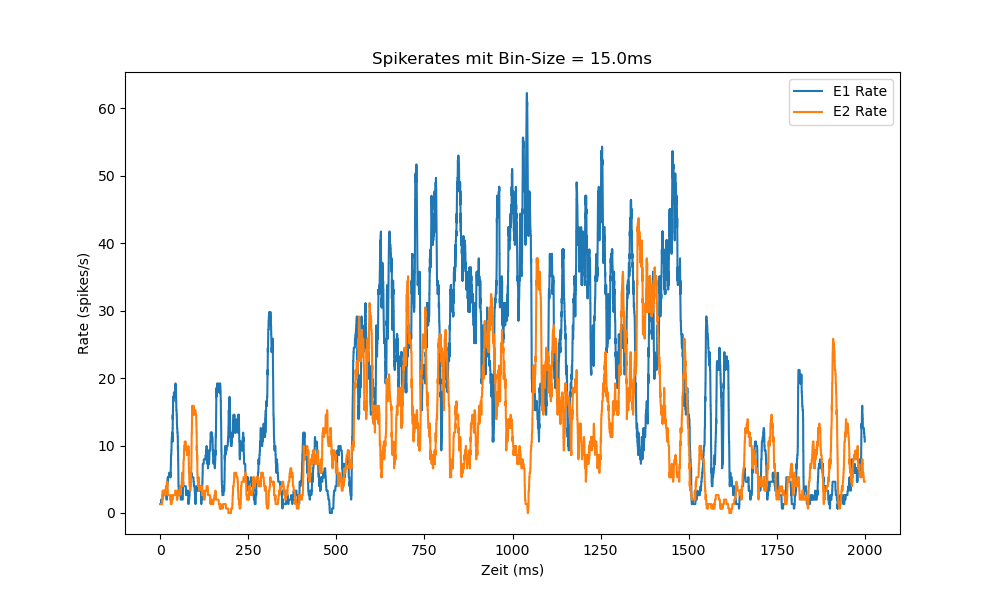 Spikerates mit Bin-Size = 15.0ms
E1 Rate
E2 Rate
60
50
40
30
20
10
0
Rate (spikes/s)
0 250 500 750 1000 1250 1500 1750 2000
Zeit (ms)